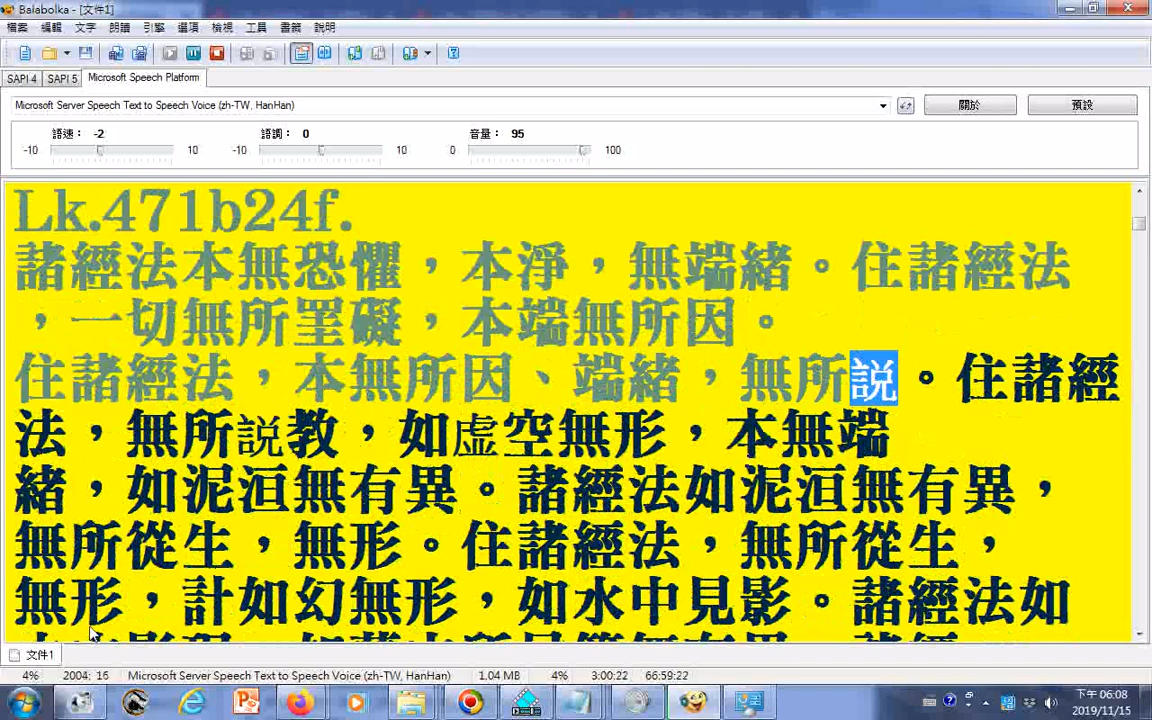 Balabolka - [文件1]
檔案 編輯 文字 朗讀 引擎 選項 檢視 工具 書籤 說明
SAPI 4 SAPI 5 Microsoft Speech Platform
Microsoft Server Speech Text to Speech Voice (zh-TW, HanHan) 關於 預設
語速： -2 語調： 0 音量： 95
-10 10 -10 10 0 100
Lk.471b24f.
諸經法本無恐懼，本淨，無端緒。住諸經法
，一切無所罣礙，本端無所因。
住諸經法，本無所因、端緒，無所説。住諸經
法，無所説教，如虚空無形，本無端
緒，如泥洹無有異。諸經法如泥洹無有異，
無所從生，無形。住諸經法，無所從生，
無形，計如幻無形，如水中見影。諸經法如
文件1
4% 2004: 16 Microsoft Server Speech Text to Speech Voice (zh-TW, HanHan) 1.04 MB 4% 3:00:22 66:59:22
下午 06:08
2019/11/15